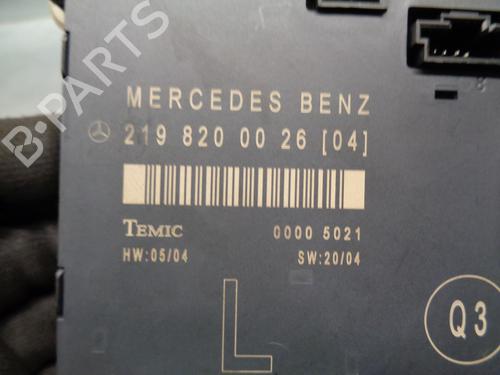 B-PARTS
MERCEDES BENZ
219 820 00 26 [04]
TEMIC 0000 5021
HW:05/04 SW:20/04
L
Q3